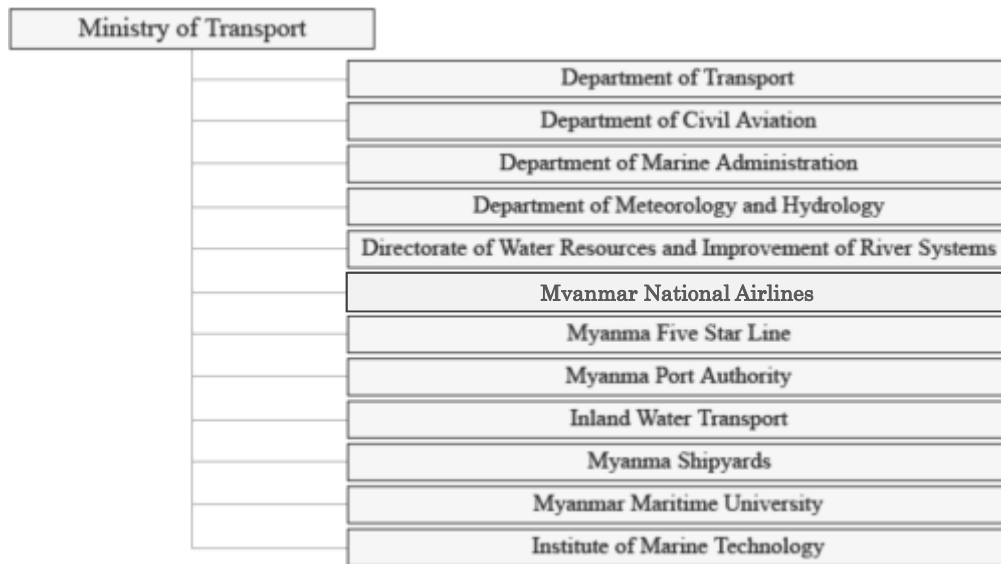 Ministry of Transport
Department of Transport
Department of Civil Aviation
Department of Marine Administration
Department of Meteorology and Hydrology
Directorate of Water Resources and Improvement of River Systems
Mvanmar National Airlines
Myanma Five Star Line
Myanma Port Authority
Inland Water Transport
Myanma Shipyards
Myanmar Maritime University
Institute of Marine Technology